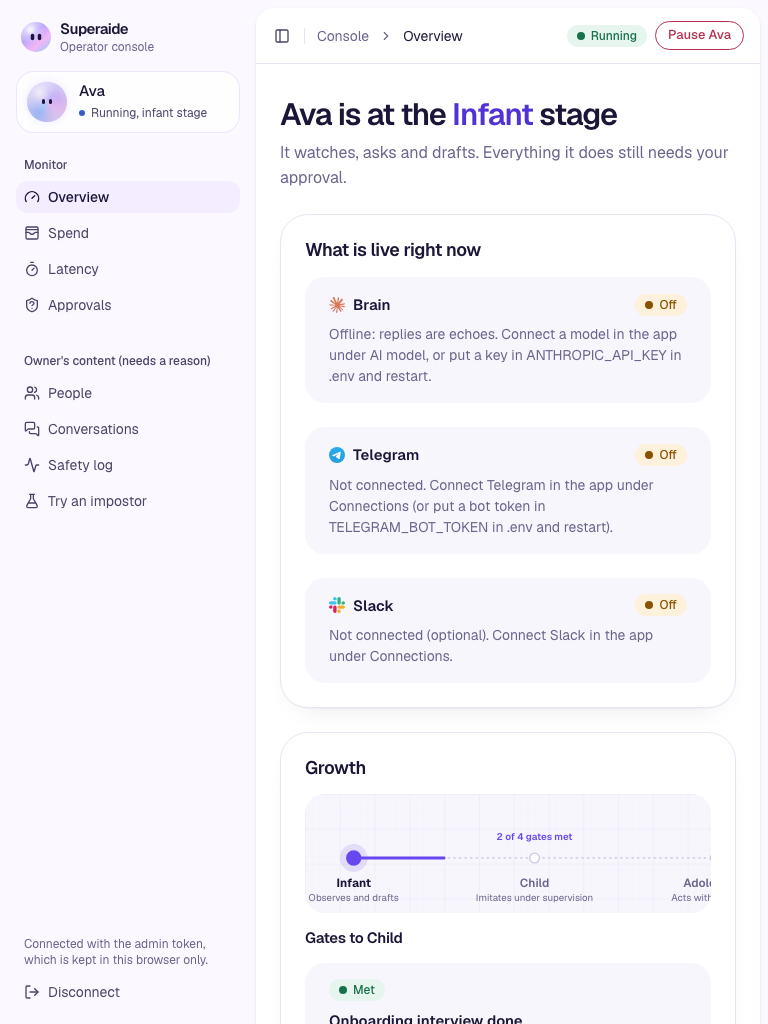 Superaide
Operator console
Ava
Running, infant stage
Monitor
Overview
Spend
Latency
Approvals
Owner's content (needs a reason)
People
Conversations
Safety log
Try an impostor
Connected with the admin token,
which is kept in this browser only.
Disconnect
Console
Overview
Running
Pause Ava
Ava is at the Infant stage
It watches, asks and drafts. Everything it does still needs your
approval.
What is live right now
Brain
Off
Offline: replies are echoes. Connect a model in the app
under AI model, or put a key in ANTHROPIC_API_KEY in
.env and restart.
Telegram
Off
Not connected. Connect Telegram in the app under
Connections (or put a bot token in
TELEGRAM_BOT_TOKEN in .env and restart).
Slack
Off
Not connected (optional). Connect Slack in the app
under Connections.
Growth
2 of 4 gates met
Infant
Child
Adol
Observes and drafts
Imitates under supervision
Acts with
Gates to Child
Met
Onboarding interview done